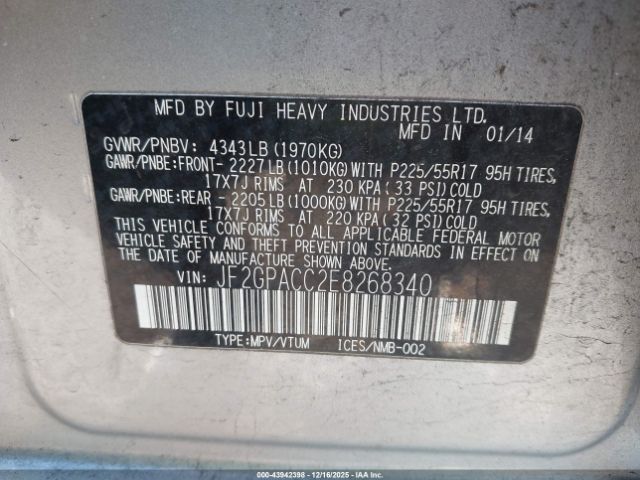 MFD BY FUJI HEAVY INDUSTRIES LTD.
MFD IN 01/14
GVWR/PNBV: 4343LB(1970KG)
GAWR/PNBE:FRONT- 2227LB(1010KG)WITH P225/55R17 95H TIRES,
17X7J RIMS AT 230 KPA(33 PSI)COLD
GAWR/PNBE:REAR - 2205LB(1000KG)WITH P225/55R17 95H TIRES,
17X7J RIMS AT 220 KPA(32 PSI)COLD
THIS VEHICLE CONFORMS TO ALL APPLICABLE FEDERAL MOTOR
VEHICLE SAFETY AND THEFT PREVENTION STANDARDS IN EFFECT ON
THE DATE OF MANUFACTURE SHOWN ABOVE.
VIN: JF2GPACC2E8268340
TYPE:MPV/VTUM ICES/NMB-002
000-43942398 - 12/16/2025 - COPYRIGHT © IAA, LLC